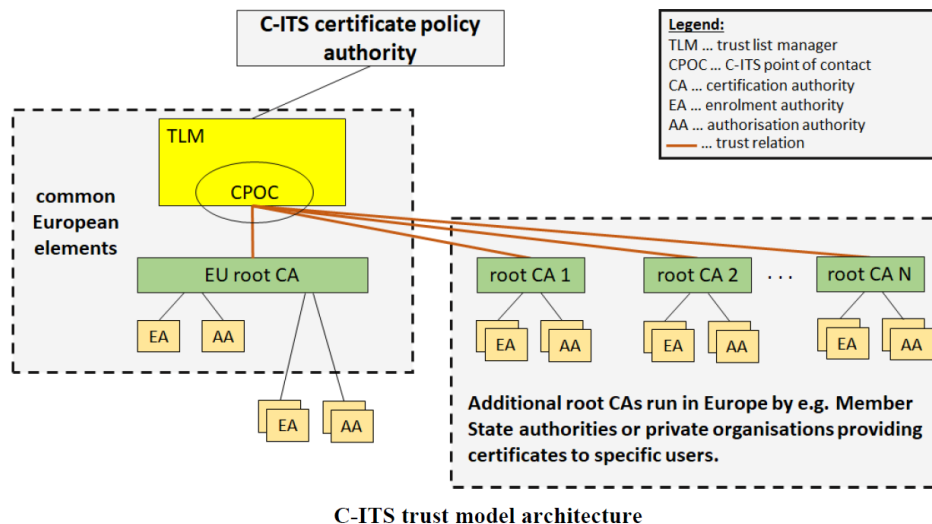 C-ITS certificate policy
authority
Legend:
TLM ... trust list manager
CPOC ... C-ITS point of contact
CA ... certification authority
EA ... enrolment authority
AA ... authorisation authority
... trust relation
TLM
CPOC
common
European
elements
EU root CA
root CA 1
root CA 2
. . .
root CA N
EA
AA
EA
AA
EA
AA
EA
AA
EA
AA
Additional root CAs run in Europe by e.g. Member
State authorities or private organisations providing
certificates to specific users.
C-ITS trust model architecture